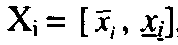 Xᵢ = [ x̅ᵢ, x̲ᵢ ],